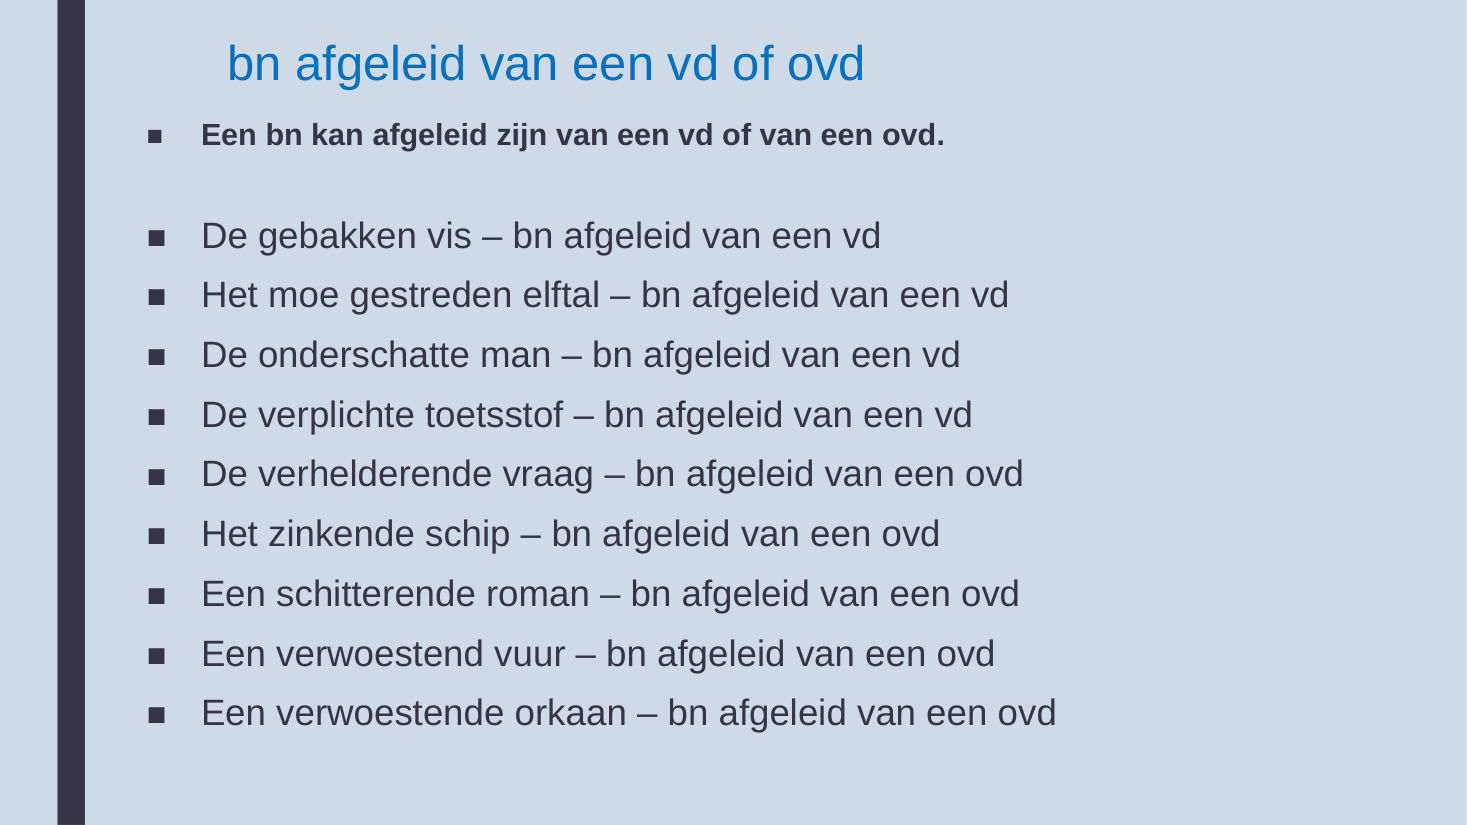 bn afgeleid van een vd of ovd
▪ Een bn kan afgeleid zijn van een vd of van een ovd.
▪ De gebakken vis – bn afgeleid van een vd
▪ Het moe gestreden elftal – bn afgeleid van een vd
▪ De onderschatte man – bn afgeleid van een vd
▪ De verplichte toetsstof – bn afgeleid van een vd
▪ De verhelderende vraag – bn afgeleid van een ovd
▪ Het zinkende schip – bn afgeleid van een ovd
▪ Een schitterende roman – bn afgeleid van een ovd
▪ Een verwoestend vuur – bn afgeleid van een ovd
▪ Een verwoestende orkaan – bn afgeleid van een ovd